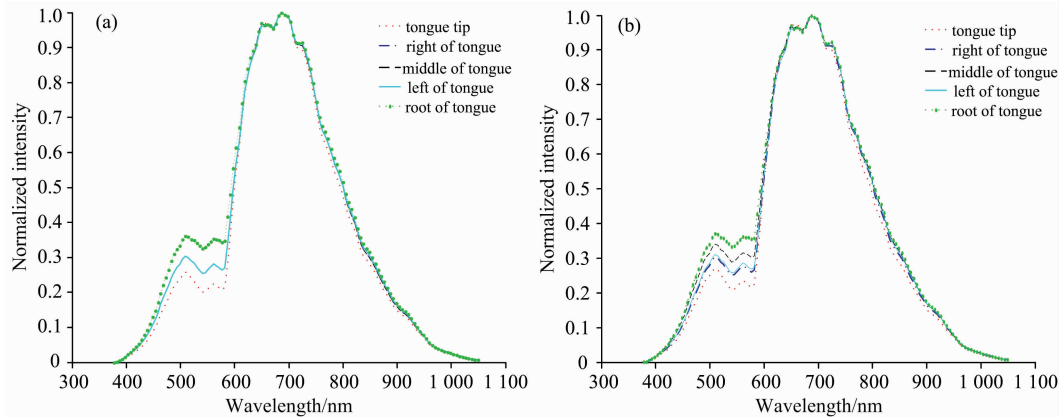 (a)
tongue tip
right of tongue
middle of tongue
left of tongue
root of tongue
Normalized intensity
1.0
0.9
0.8
0.7
0.6
0.5
0.4
0.3
0.2
0.1
0
300 400 500 600 700 800 900 1 000 1 100
Wavelength/nm
(b)
tongue tip
right of tongue
middle of tongue
left of tongue
root of tongue
Normalized intensity
1.0
0.9
0.8
0.7
0.6
0.5
0.4
0.3
0.2
0.1
0
300 400 500 600 700 800 900 1 000 1 100
Wavelength/nm